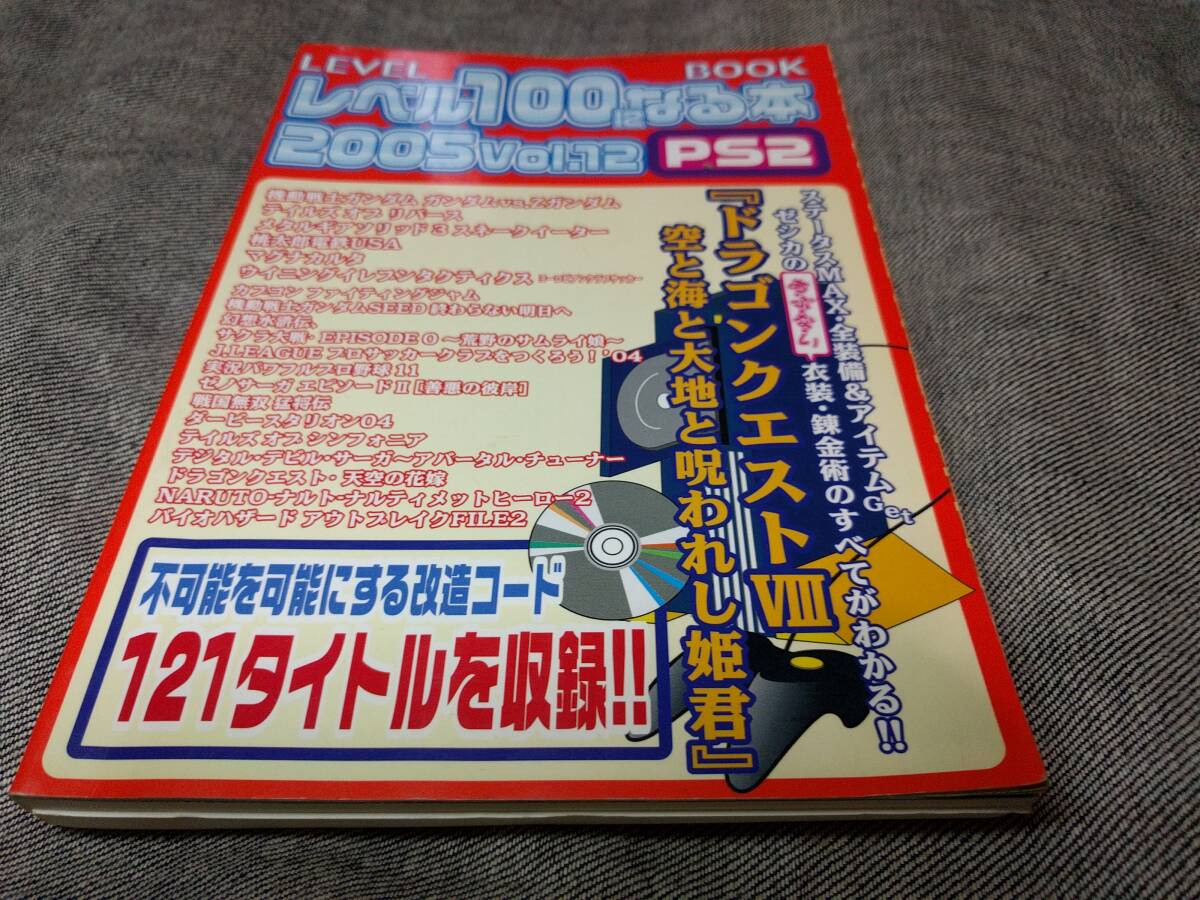 LEVEL BOOK
レベル100になる本
2005 Vol.12 PS2
機動戦士ガンダム ガンダムvs.Zガンダム
テイルズ オブ リバース
メタルギアソリッド3 スネークイーター
桃太郎電鉄USA
マグナカルタ
ウイニングイレブンタクティクス
カプコン ファイティングジャム
機動戦士ガンダムSEED 終わらない明日へ
幻想水滸伝Ⅳ
サクラ大戦・EPISODE 0 ～荒野のサムライ娘～
J.LEAGUE プロサッカークラブをつくろう！'04
実況パワフルプロ野球 11
ゼノサーガ エピソードⅡ [善悪の彼岸]
戦国無双 猛将伝
ダービースタリオン04
テイルズ オブ シンフォニア
デジタル・デビル・サーガ～アバタール・チューナー
ドラゴンクエスト・天空の花嫁
NARUTO-ナルト-ナルティメットヒーロー2
バイオハザード アウトブレイクFILE2
ステータスMAX・全装備&アイテムGet
ゼシカの
衣装・錬金術のすべてがわかる!!
『ドラゴンクエストⅧ
空と海と大地と呪われし姫君』
不可能を可能にする改造コード
121タイトルを収録!!